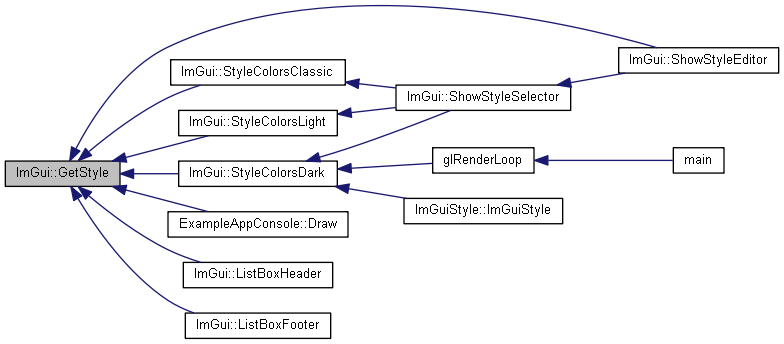 ImGui::ShowStyleEditor
ImGui::StyleColorsClassic
ImGui::ShowStyleSelector
ImGui::StyleColorsLight
glRenderLoop
main
ImGui::GetStyle
ImGui::StyleColorsDark
ImGuiStyle::ImGuiStyle
ExampleAppConsole::Draw
ImGui::ListBoxHeader
ImGui::ListBoxFooter